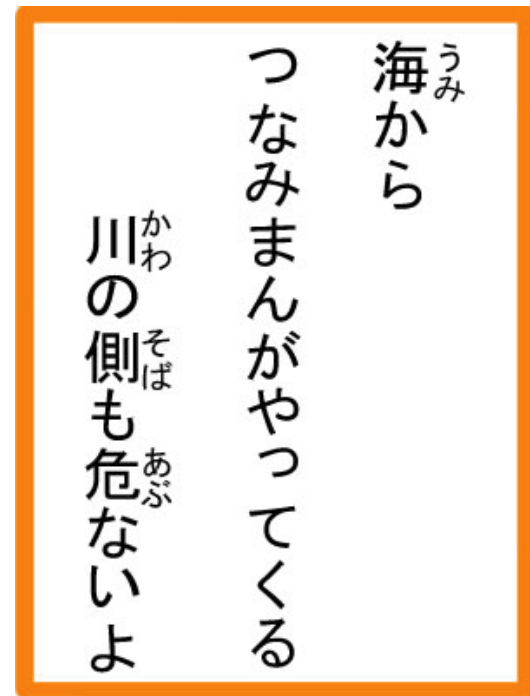 海から
つなみまんがやってくる
川の側も危ないよ